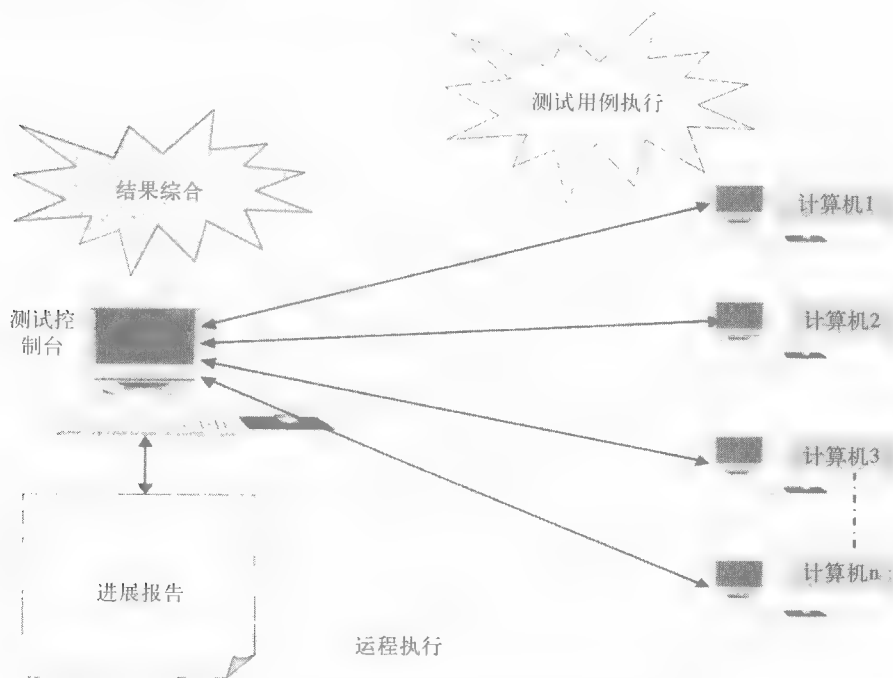 测试用例执行
结果综合
计算机1
测试控
制台
计算机2
计算机3
计算机n
进展报告
运程执行